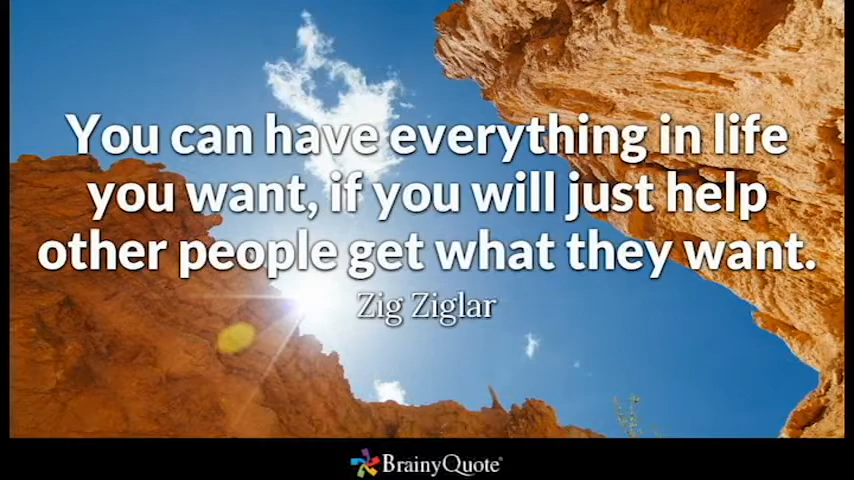 You can have everything in life
you want, if you will just help
other people get what they want.
Zig Ziglar
BrainyQuote®